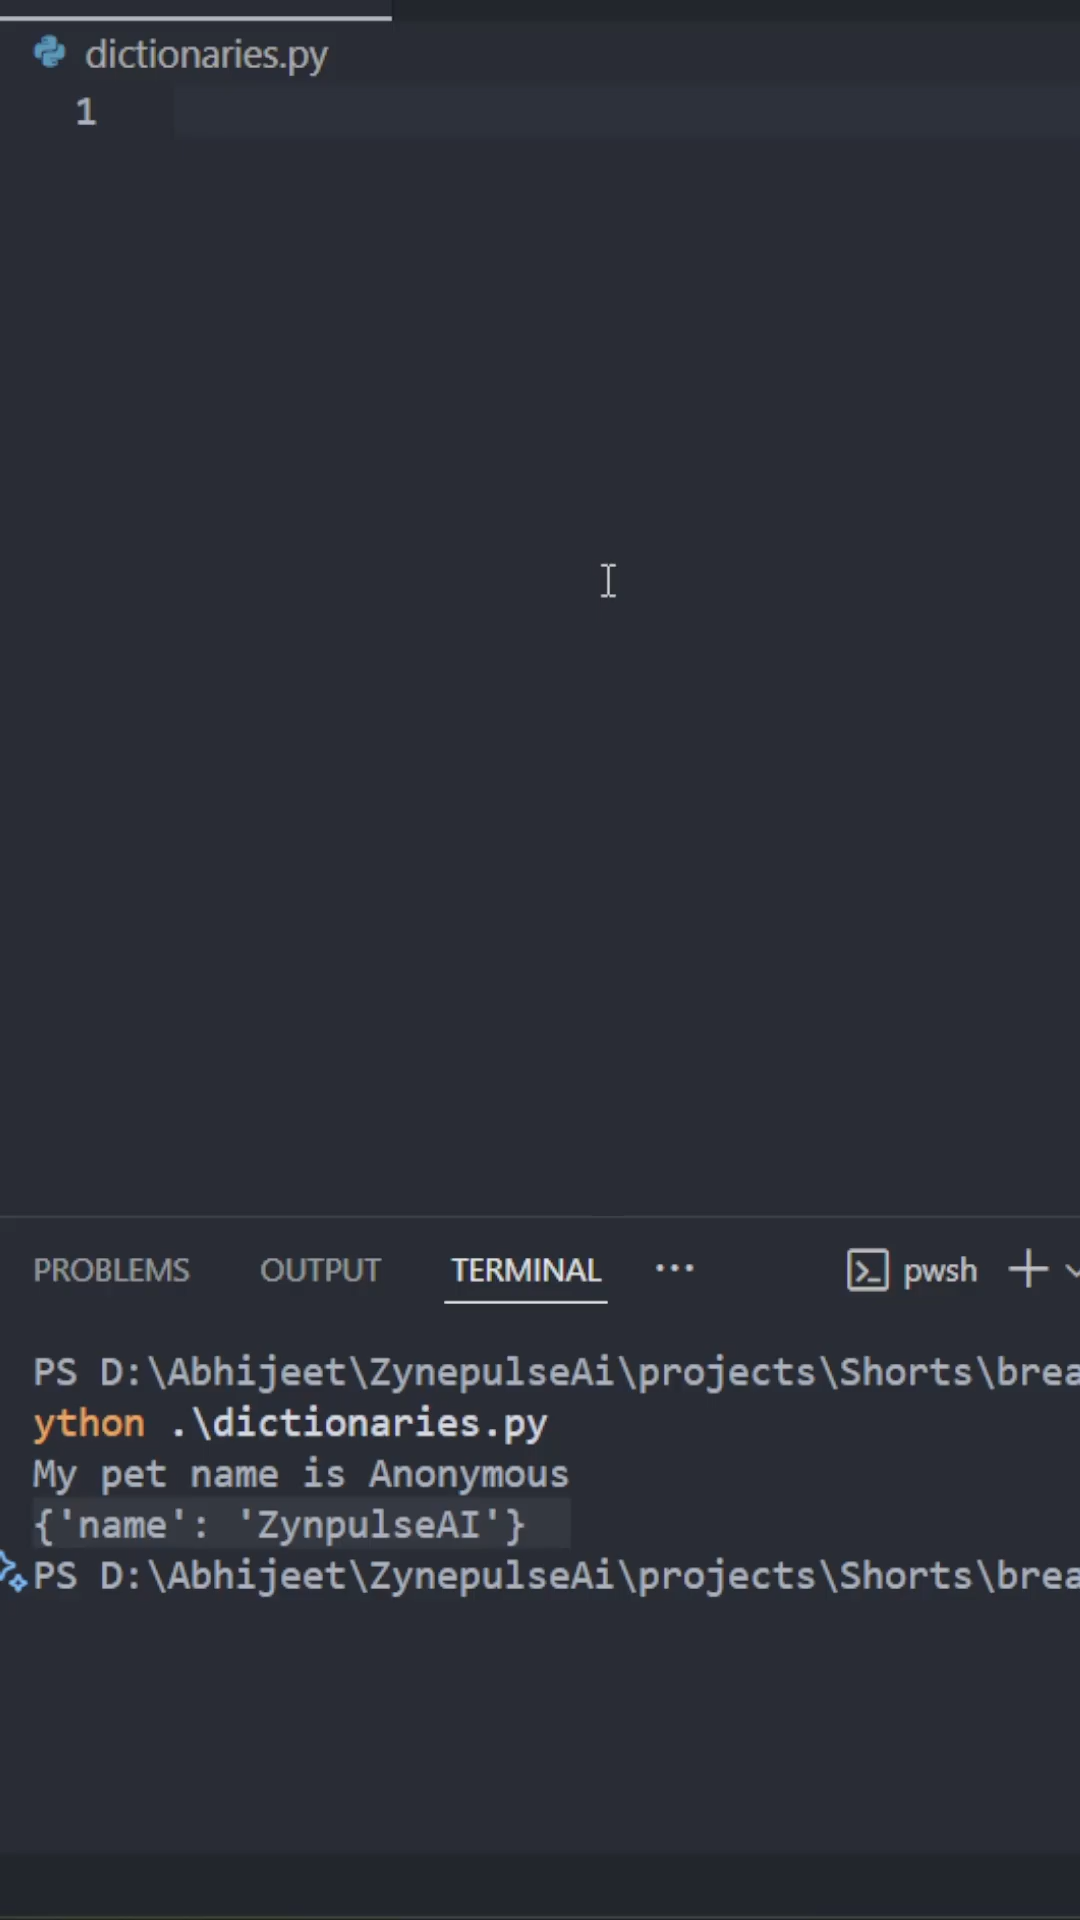 dictionaries.py
1
PROBLEMS OUTPUT TERMINAL ··· pwsh
PS D:\Abhijeet\ZynepulseAi\projects\Shorts\brea
ython .\dictionaries.py
My pet name is Anonymous
{'name': 'ZynpulseAI'}
PS D:\Abhijeet\ZynepulseAi\projects\Shorts\brea